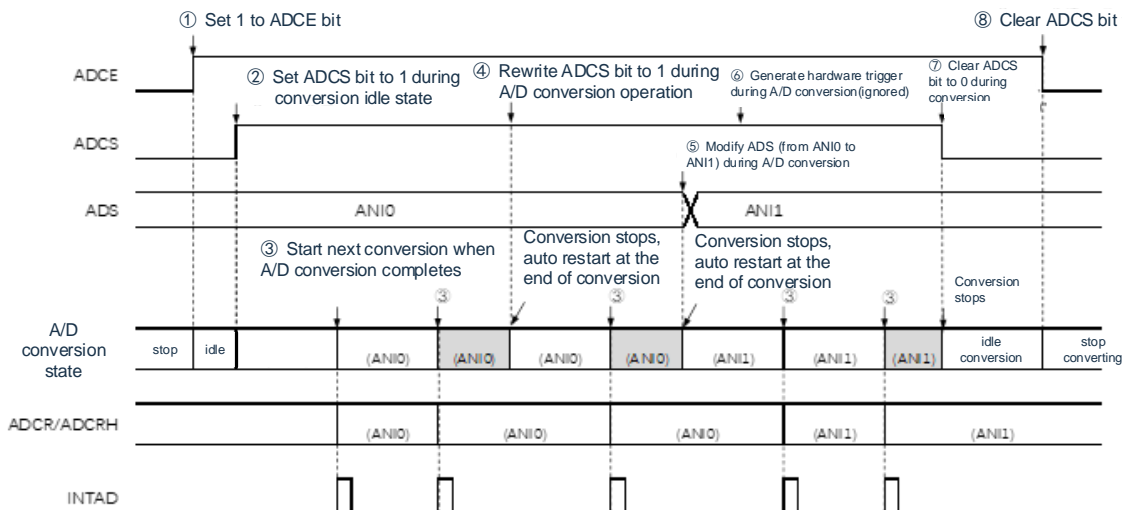 ① Set 1 to ADCE bit
⑧ Clear ADCS bit
ADCE
② Set ADCS bit to 1 during
conversion idle state
④ Rewrite ADCS bit to 1 during
A/D conversion operation
⑥ Generate hardware trigger
during A/D conversion(ignored)
⑦ Clear ADCS
bit to 0 during
conversion
ADCS
⑤ Modify ADS (from ANI0 to
ANI1) during A/D conversion
ADS
ANI0
ANI1
③ Start next conversion when
A/D conversion completes
Conversion stops,
auto restart at the
end of conversion
Conversion stops,
auto restart at the
end of conversion
③
③
③
③
Conversion
stops
A/D
conversion
state
stop
idle
(ANI0)
(ANI0)
(ANI0)
(ANI0)
(ANI1)
(ANI1)
(ANI1)
idle
conversion
stop
converting
ADCR/ADCRH
(ANI0)
(ANI0)
(ANI0)
(ANI1)
(ANI1)
INTAD